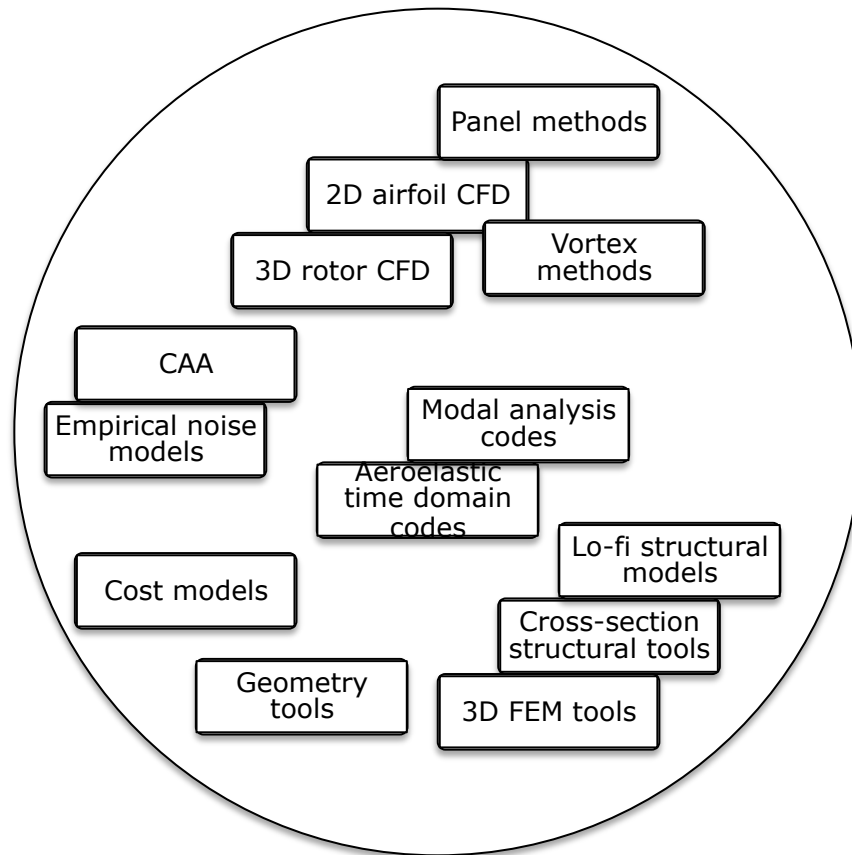 Panel methods
2D airfoil CFD
Vortex
methods
3D rotor CFD
CAA
Empirical noise
models
Modal analysis
codes
Aeroelastic
time domain
codes
Lo-fi structural
models
Cost models
Cross-section
structural tools
Geometry
tools
3D FEM tools